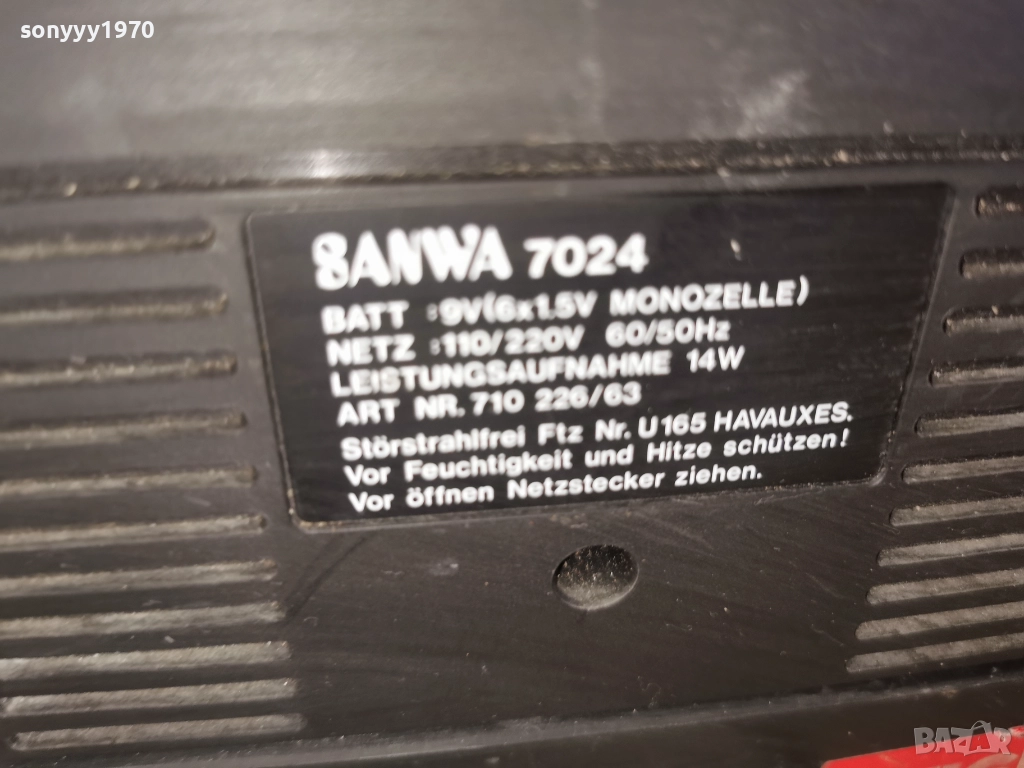 sonyyy1970
SANWA 7024
BATT :9V(6x1.5V MONOZELLE)
NETZ :110/220V 60/50Hz
LEISTUNGSAUFNAHME 14W
ART NR. 710 226/63
Störstrahlfrei Ftz Nr. U165 HAVAUXES.
Vor Feuchtigkeit und Hitze schützen!
Vor öffnen Netzstecker ziehen.
BAZAR